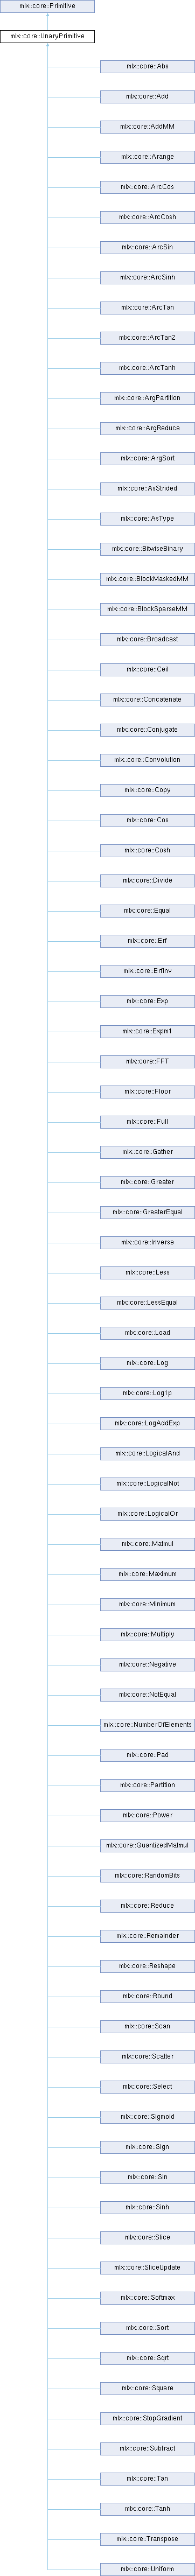 mlx::core::Primitive
mlx::core::UnaryPrimitive
mlx::core::Abs
mlx::core::Add
mlx::core::AddMM
mlx::core::Arange
mlx::core::ArcCos
mlx::core::ArcCosh
mlx::core::ArcSin
mlx::core::ArcSinh
mlx::core::ArcTan
mlx::core::ArcTan2
mlx::core::ArcTanh
mlx::core::ArgPartition
mlx::core::ArgReduce
mlx::core::ArgSort
mlx::core::AsStrided
mlx::core::AsType
mlx::core::BitwiseBinary
mlx::core::BlockMaskedMM
mlx::core::BlockSparseMM
mlx::core::Broadcast
mlx::core::Ceil
mlx::core::Concatenate
mlx::core::Conjugate
mlx::core::Convolution
mlx::core::Copy
mlx::core::Cos
mlx::core::Cosh
mlx::core::Divide
mlx::core::Equal
mlx::core::Erf
mlx::core::ErfInv
mlx::core::Exp
mlx::core::Expm1
mlx::core::FFT
mlx::core::Floor
mlx::core::Full
mlx::core::Gather
mlx::core::Greater
mlx::core::GreaterEqual
mlx::core::Inverse
mlx::core::Less
mlx::core::LessEqual
mlx::core::Load
mlx::core::Log
mlx::core::Log1p
mlx::core::LogAddExp
mlx::core::LogicalAnd
mlx::core::LogicalNot
mlx::core::LogicalOr
mlx::core::Matmul
mlx::core::Maximum
mlx::core::Minimum
mlx::core::Multiply
mlx::core::Negative
mlx::core::NotEqual
mlx::core::NumberOfElements
mlx::core::Pad
mlx::core::Partition
mlx::core::Power
mlx::core::QuantizedMatmul
mlx::core::RandomBits
mlx::core::Reduce
mlx::core::Remainder
mlx::core::Reshape
mlx::core::Round
mlx::core::Scan
mlx::core::Scatter
mlx::core::Select
mlx::core::Sigmoid
mlx::core::Sign
mlx::core::Sin
mlx::core::Sinh
mlx::core::Slice
mlx::core::SliceUpdate
mlx::core::Softmax
mlx::core::Sort
mlx::core::Sqrt
mlx::core::Square
mlx::core::StopGradient
mlx::core::Subtract
mlx::core::Tan
mlx::core::Tanh
mlx::core::Transpose
mlx::core::Uniform